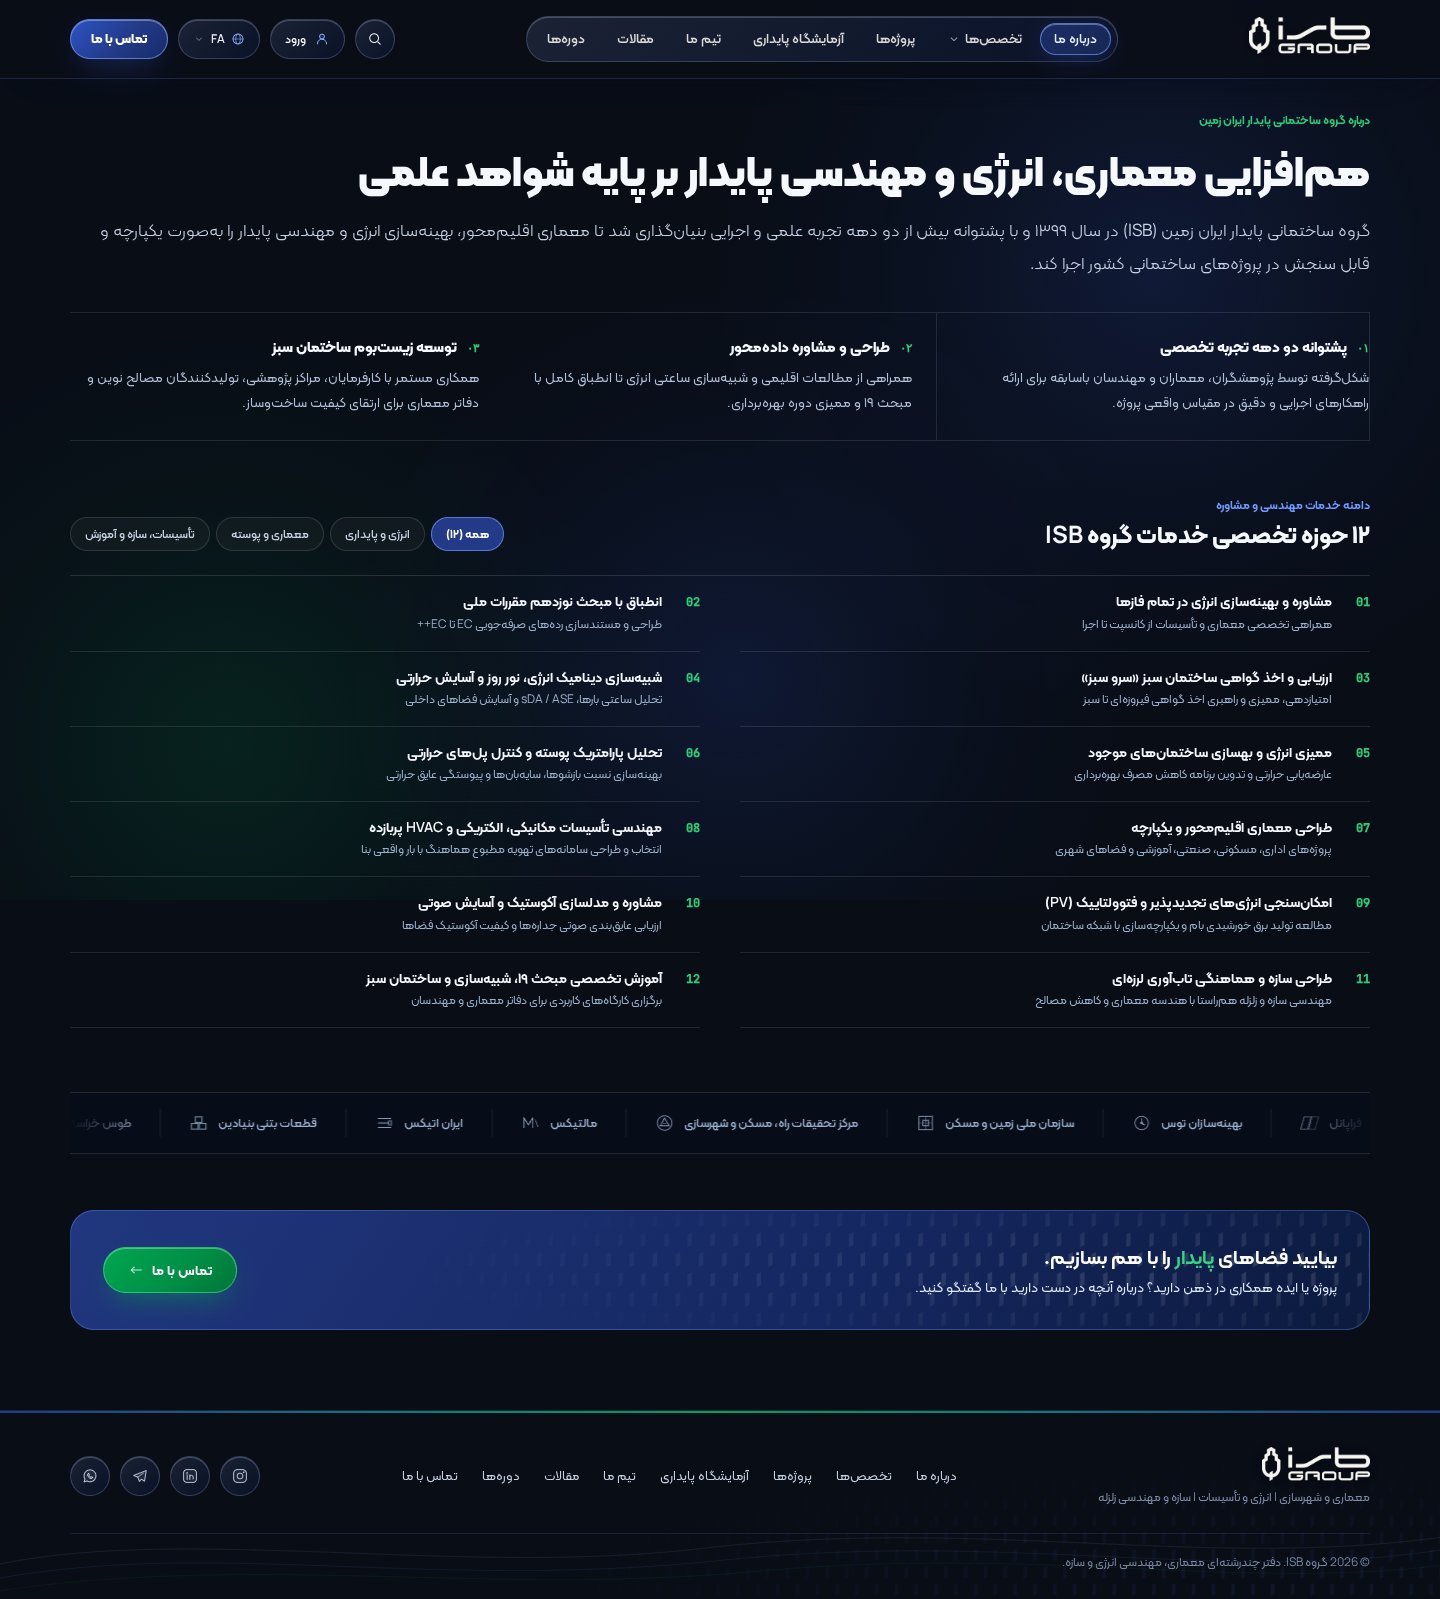 isb GROUP
درباره ما
تخصص‌ها
پروژه‌ها
آزمایشگاه پایداری
تیم ما
مقالات
دوره‌ها
ورود
FA
تماس با ما
درباره گروه ساختمانی پایدار ایران زمین
هم‌افزایی معماری، انرژی و مهندسی پایدار بر پایه شواهد علمی
گروه ساختمانی پایدار ایران زمین (ISB) در سال ۱۳۹۹ و با پشتوانه بیش از دو دهه تجربه علمی و اجرایی بنیان‌گذاری شد تا معماری اقلیم‌محور، بهینه‌سازی انرژی و مهندسی پایدار را به‌صورت یکپارچه و
قابل سنجش در پروژه‌های ساختمانی کشور اجرا کند.
۰۱ پشتوانه دو دهه تجربه تخصصی
شکل‌گرفته توسط پژوهشگران، معماران و مهندسان باسابقه برای ارائه
راهکارهای اجرایی و دقیق در مقیاس واقعی پروژه.
۰۲ طراحی و مشاوره داده‌محور
همراهی از مطالعات اقلیمی و شبیه‌سازی ساعتی انرژی تا انطباق کامل با
مبحث ۱۹ و ممیزی دوره بهره‌برداری.
۰۳ توسعه زیست‌بوم ساختمان سبز
همکاری مستمر با کارفرمایان، مراکز پژوهشی، تولیدکنندگان مصالح نوین و
دفاتر معماری برای ارتقای کیفیت ساخت‌وساز.
دامنه خدمات مهندسی و مشاوره
۱۲ حوزه تخصصی خدمات گروه ISB
همه (۱۲)
انرژی و پایداری
معماری و پوسته
تأسیسات، سازه و آموزش
01 مشاوره و بهینه‌سازی انرژی در تمام فازها
همراهی تخصصی معماری و تأسیسات از کانسپت تا اجرا
02 انطباق با مبحث نوزدهم مقررات ملی
طراحی و مستندسازی رده‌های صرفه‌جویی EC تا EC++
03 ارزیابی و اخذ گواهی ساختمان سبز «سرو سبز»
امتیازدهی، ممیزی و راهبری اخذ گواهی فیروزه‌ای تا سبز
04 شبیه‌سازی دینامیک انرژی، نور روز و آسایش حرارتی
تحلیل ساعتی بارها، sDA / ASE و آسایش فضاهای داخلی
05 ممیزی انرژی و بهسازی ساختمان‌های موجود
عارضه‌یابی حرارتی و تدوین برنامه کاهش مصرف بهره‌برداری
06 تحلیل پارامتریک پوسته و کنترل پل‌های حرارتی
بهینه‌سازی نسبت بازشوها، سایه‌بان‌ها و پیوستگی عایق حرارتی
07 طراحی معماری اقلیم‌محور و یکپارچه
پروژه‌های اداری، مسکونی، صنعتی، آموزشی و فضاهای شهری
08 مهندسی تأسیسات مکانیکی، الکتریکی و HVAC پربازده
انتخاب و طراحی سامانه‌های تهویه مطبوع هماهنگ با بار واقعی بنا
09 امکان‌سنجی انرژی‌های تجدیدپذیر و فتوولتاییک (PV)
مطالعه تولید برق خورشیدی بام و یکپارچه‌سازی با شبکه ساختمان
10 مشاوره و مدلسازی آکوستیک و آسایش صوتی
ارزیابی عایق‌بندی صوتی جداره‌ها و کیفیت آکوستیک فضاها
11 طراحی سازه و هماهنگی تاب‌آوری لرزه‌ای
مهندسی سازه و زلزله هم‌راستا با هندسه معماری و کاهش مصالح
12 آموزش تخصصی مبحث ۱۹، شبیه‌سازی و ساختمان سبز
برگزاری کارگاه‌های کاربردی برای دفاتر معماری و مهندسان
فراپانل
بهینه‌سازان توس
سازمان ملی زمین و مسکن
مرکز تحقیقات راه، مسکن و شهرسازی
مالتیکس
ایران اتیکس
قطعات بتنی بنیادین
طوس
بیایید فضاهای پایدار را با هم بسازیم.
پروژه یا ایده همکاری در ذهن دارید؟ درباره آنچه در دست دارید با ما گفتگو کنید.
تماس با ما ←
isb GROUP
معماری و شهرسازی | انرژی و تأسیسات | سازه و مهندسی زلزله
درباره ما
تخصص‌ها
پروژه‌ها
آزمایشگاه پایداری
تیم ما
مقالات
دوره‌ها
تماس با ما
© 2026 گروه ISB. دفتر چندرشته‌ای معماری، مهندسی انرژی و سازه.